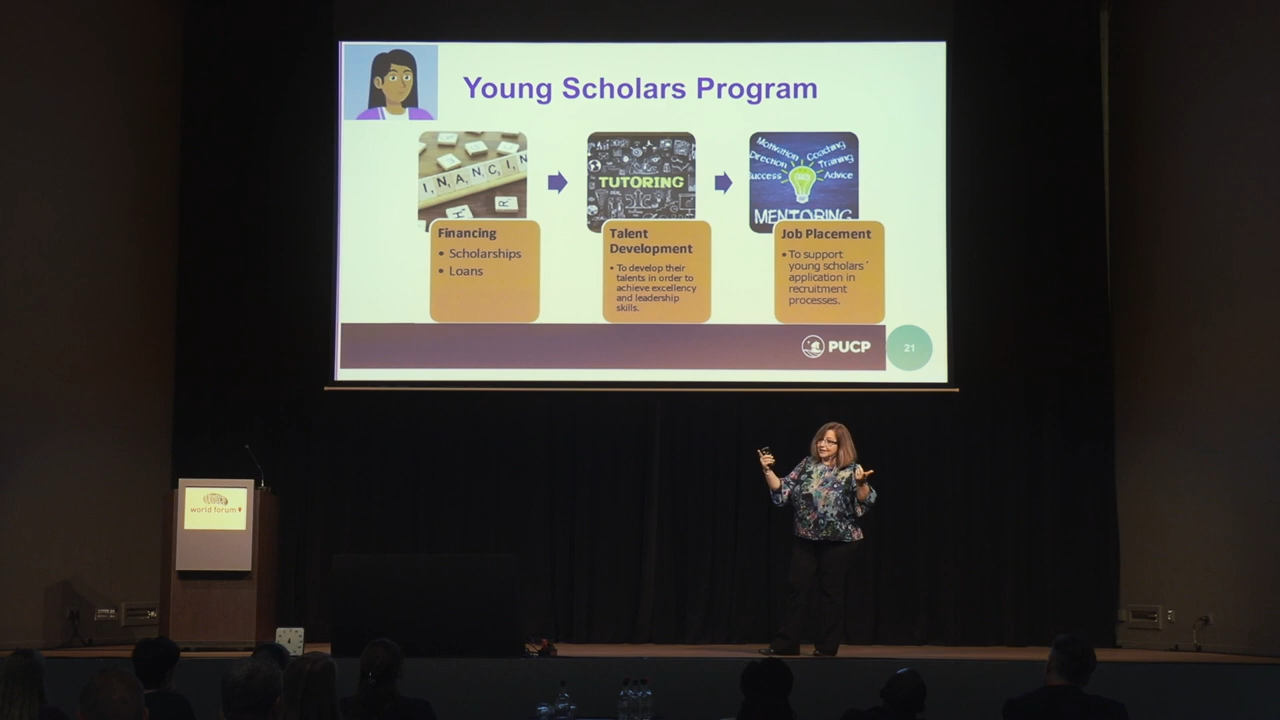 Young Scholars Program
INANCIN
R
TUTORING
Motivation
Coaching
Direction
Training
uccess
Advice
MENTORING
Financing
• Scholarships
• Loans
Talent
Development
• To develop their
talents in order to
achieve excellency
and leadership
skills.
Job Placement
• To support
young scholars´
application in
recruitment
processes.
PUCP
21
world forum